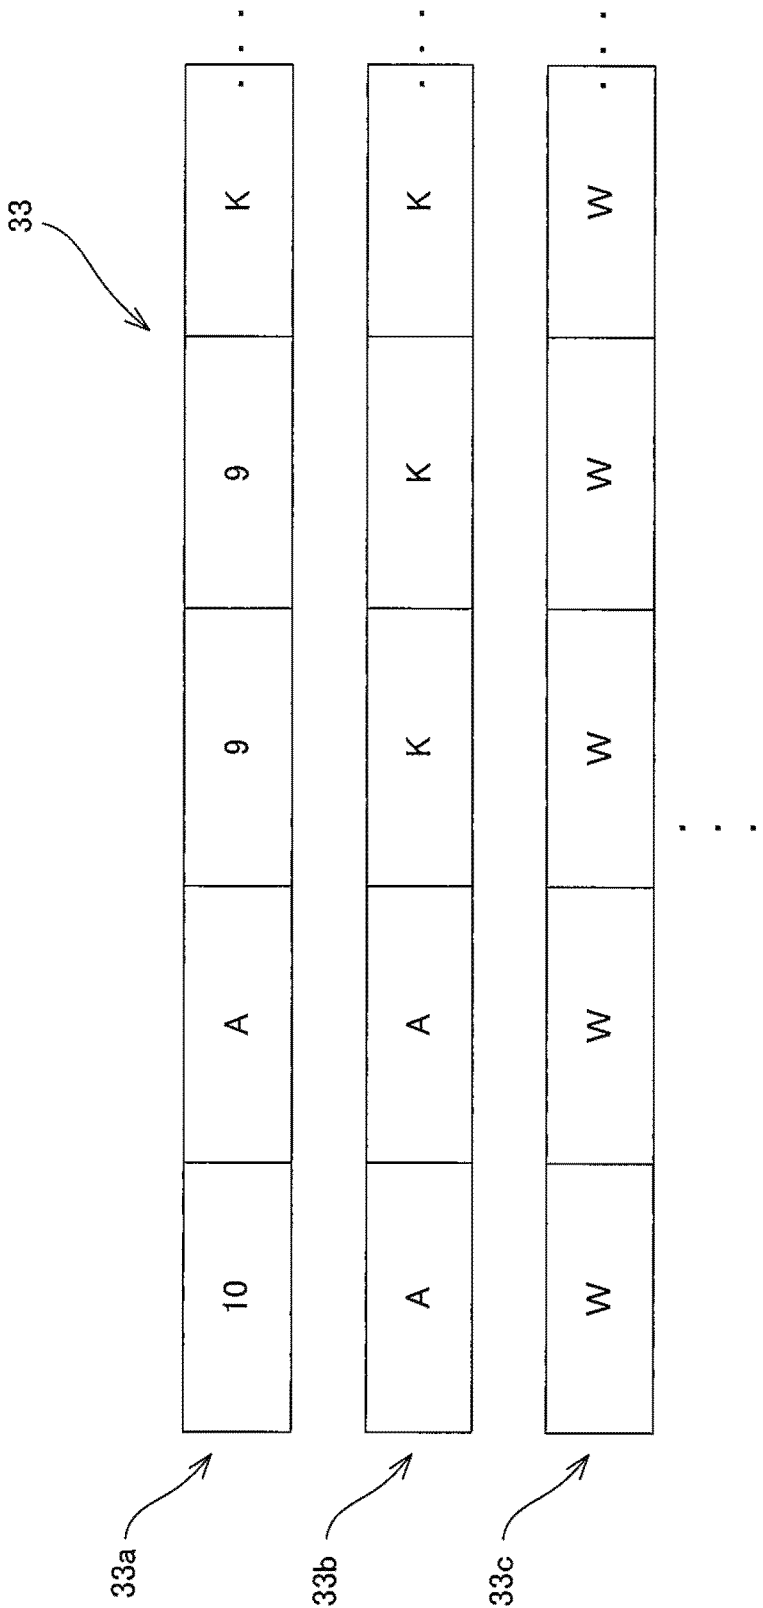 33
33a 10 A 9 9 K . . .
33b A A K K K . . .
33c W W W W W . . .
. . .